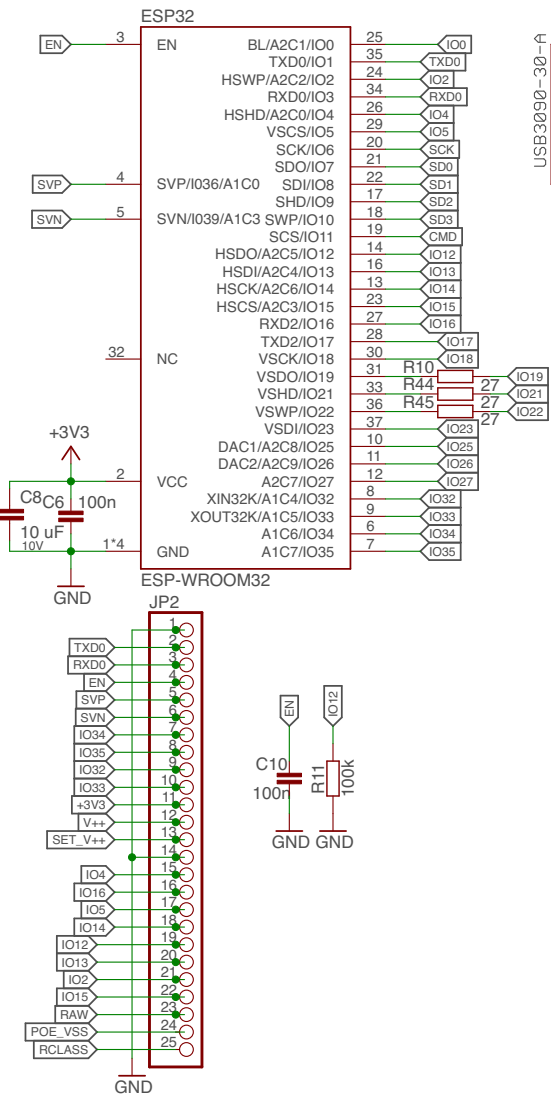 ESP32
USB3090-30-A
EN 3 EN BL/A2C1/IO0 25 IO0
TXD0/IO1 35 TXD0
HSWP/A2C2/IO2 24 IO2
RXD0/IO3 34 RXD0
HSHD/A2C0/IO4 26 IO4
VSCS/IO5 29 IO5
SCK/IO6 20 SCK
SDO/IO7 21 SD0
SVP 4 SVP/I036/A1C0 SDI/IO8 22 SD1
SHD/IO9 17 SD2
SVN 5 SVN/I039/A1C3 SWP/IO10 18 SD3
SCS/IO11 19 CMD
HSDO/A2C5/IO12 14 IO12
HSDI/A2C4/IO13 16 IO13
HSCK/A2C6/IO14 13 IO14
HSCS/A2C3/IO15 23 IO15
RXD2/IO16 27 IO16
TXD2/IO17 28 IO17
32 NC VSCK/IO18 30 IO18
VSDO/IO19 31 R10 27 IO19
VSHD/IO21 33 R44 27 IO21
VSWP/IO22 36 R45 27 IO22
VSDI/IO23 37 IO23
+3V3
DAC1/A2C8/IO25 10 IO25
DAC2/A2C9/IO26 11 IO26
2 VCC A2C7/IO27 12 IO27
C8 C6 100n
XIN32K/A1C4/IO32 8 IO32
XOUT32K/A1C5/IO33 9 IO33
10 uF
10V
A1C6/IO34 6 IO34
1*4 GND A1C7/IO35 7 IO35
ESP-WROOM32
GND
JP2
1
TXD0 2
RXD0 3
EN 4
SVP 5
SVN 6
IO34 7
IO35 8
IO32 9
IO33 10
+3V3 11
V++ 12
SET_V++ 13
14
IO4 15
IO16 16
IO5 17
IO14 18
IO12 19
IO13 20
IO2 21
IO15 22
RAW 23
POE_VSS 24
RCLASS 25
GND
EN
C10
100n
GND
IO12
R11
100k
GND